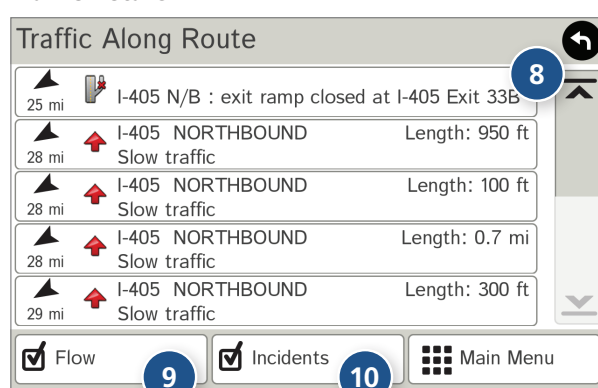 Traffic Along Route
8
25 mi
I-405 N/B : exit ramp closed at I-405 Exit 33B
I-405 NORTHBOUND Length: 950 ft
28 mi Slow traffic
I-405 NORTHBOUND Length: 100 ft
28 mi Slow traffic
I-405 NORTHBOUND Length: 0.7 mi
28 mi Slow traffic
I-405 NORTHBOUND Length: 300 ft
29 mi Slow traffic
Flow 9 Incidents 10 Main Menu